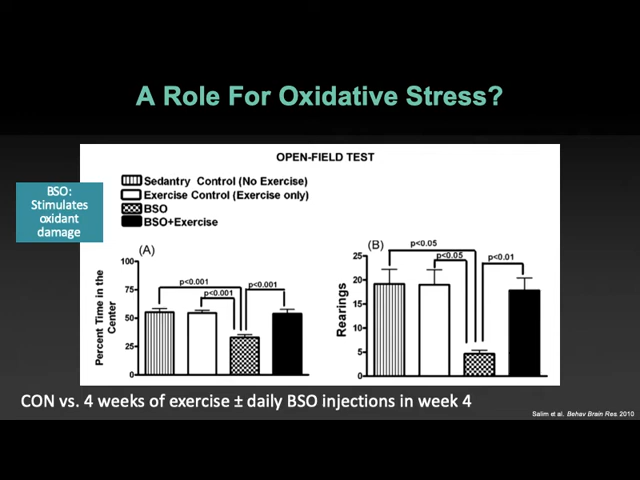 A Role For Oxidative Stress?
OPEN-FIELD TEST
Sedantry Control (No Exercise)
Exercise Control (Exercise only)
BSO
BSO+Exercise
BSO:
Stimulates
oxidant
damage
(A)
Percent Time in the
Center
100
75
50
25
0
p<0.001
p<0.001
p<0.001
(B)
Rearings
25
20
15
10
5
0
p<0.05
p<0.05
p<0.01
CON vs. 4 weeks of exercise ± daily BSO injections in week 4
Salim et al. Behav Brain Res. 2010